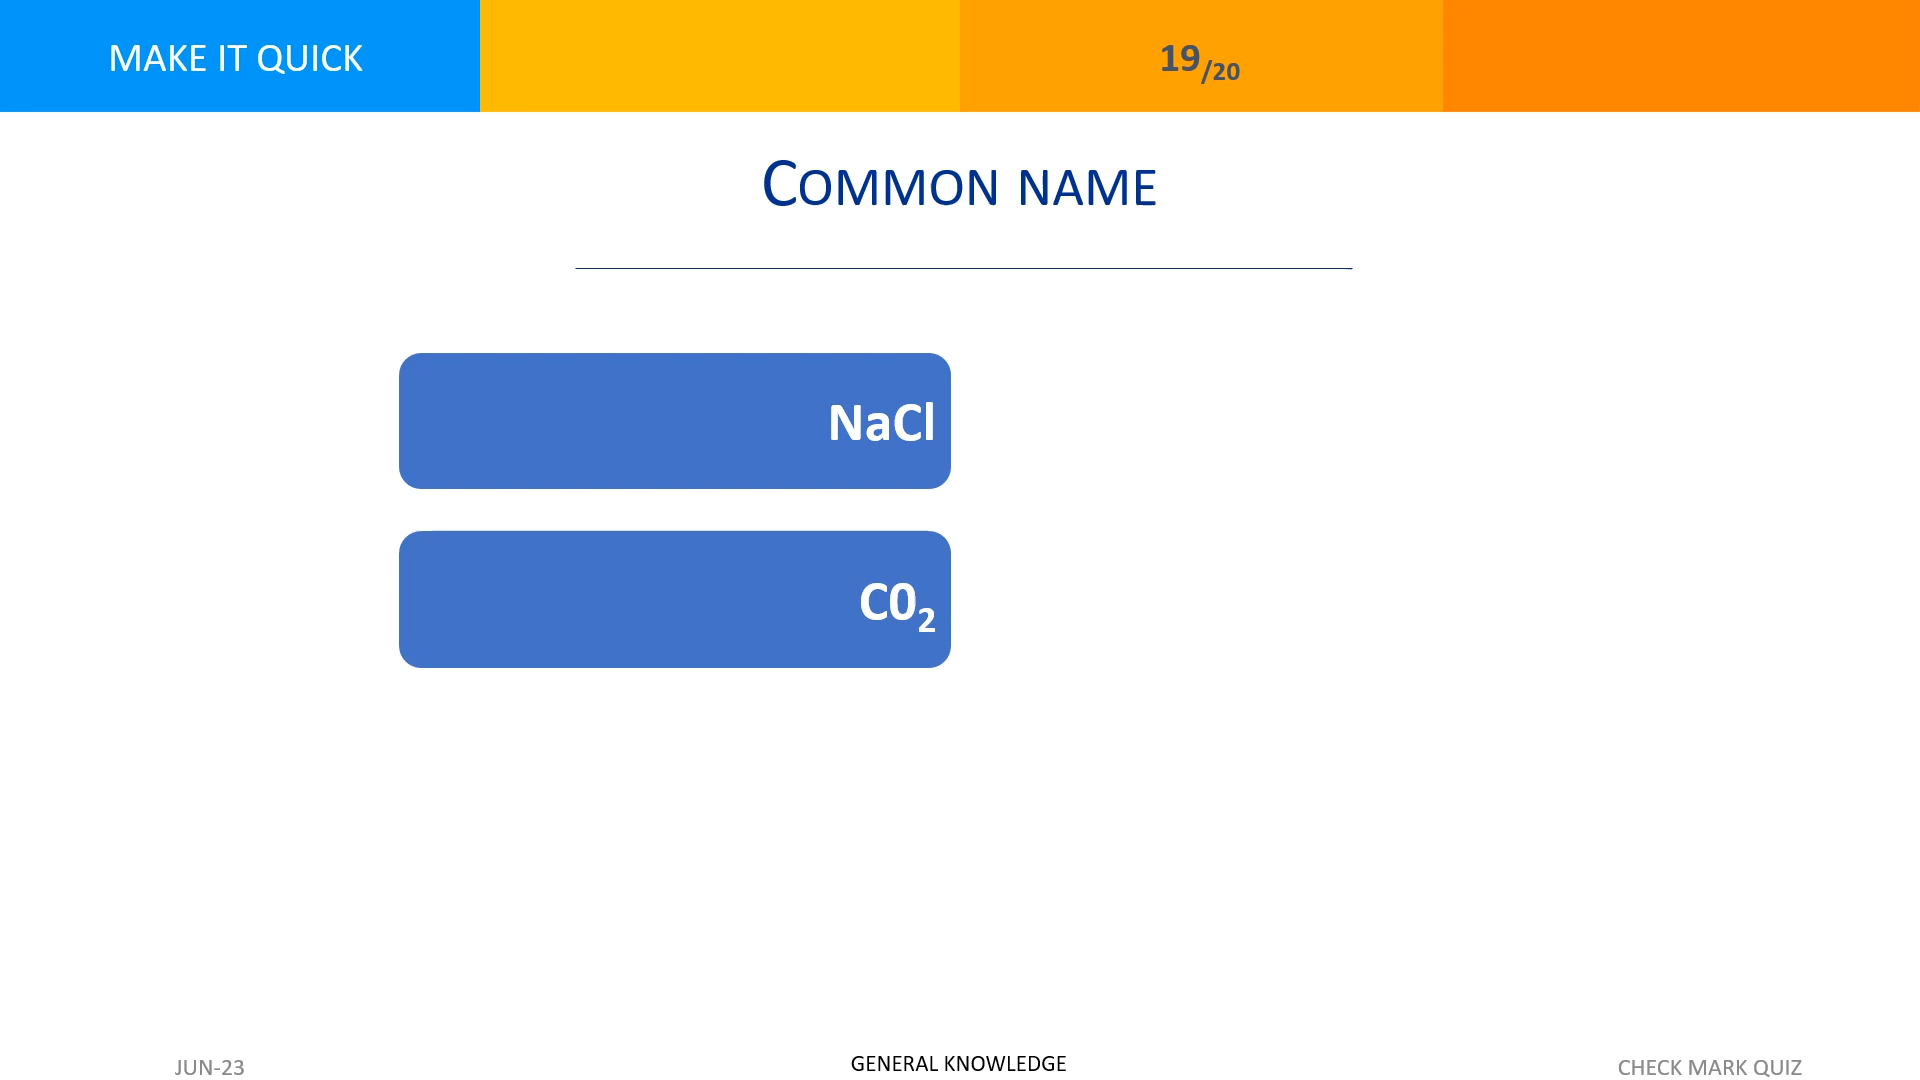 MAKE IT QUICK
19/20
COMMON NAME
NaCl
C0₂
JUN-23
GENERAL KNOWLEDGE
CHECK MARK QUIZ